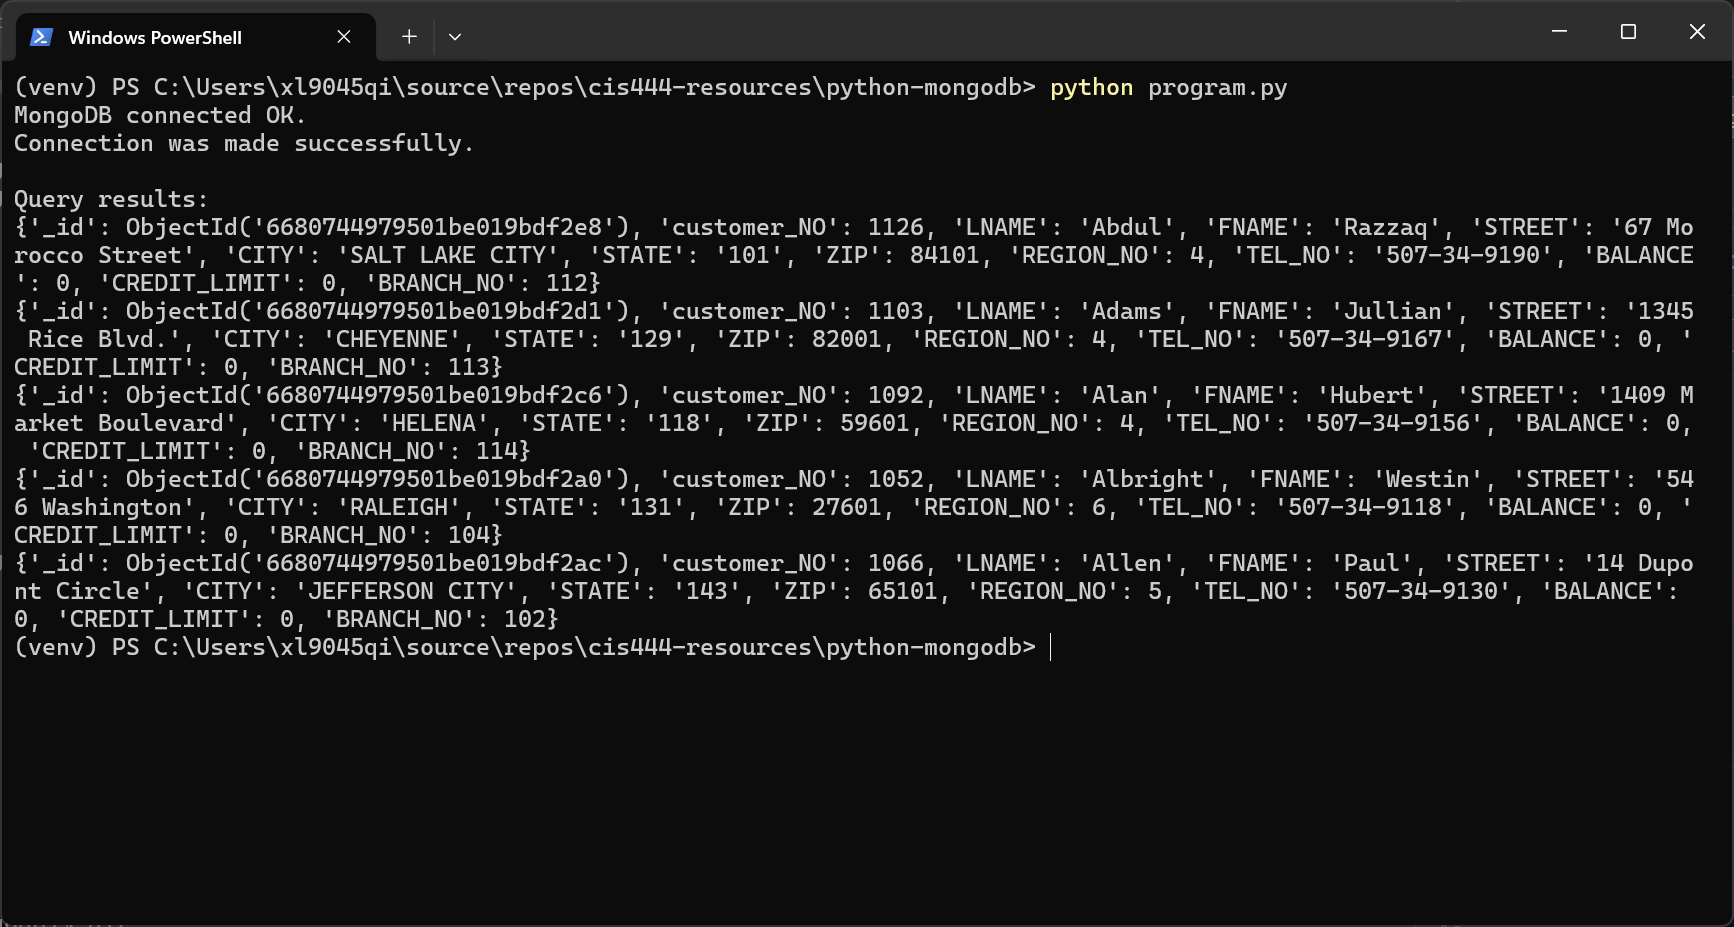 Windows PowerShell
(venv) PS C:\Users\xl9045qi\source\repos\cis444-resources\python-mongodb> python program.py
MongoDB connected OK.
Connection was made successfully.
Query results:
{'_id': ObjectId('6680744979501be019bdf2e8'), 'customer_NO': 1126, 'LNAME': 'Abdul', 'FNAME': 'Razzaq', 'STREET': '67 Mo
rocco Street', 'CITY': 'SALT LAKE CITY', 'STATE': '101', 'ZIP': 84101, 'REGION_NO': 4, 'TEL_NO': '507-34-9190', 'BALANCE
': 0, 'CREDIT_LIMIT': 0, 'BRANCH_NO': 112}
{'_id': ObjectId('6680744979501be019bdf2d1'), 'customer_NO': 1103, 'LNAME': 'Adams', 'FNAME': 'Jullian', 'STREET': '1345
 Rice Blvd.', 'CITY': 'CHEYENNE', 'STATE': '129', 'ZIP': 82001, 'REGION_NO': 4, 'TEL_NO': '507-34-9167', 'BALANCE': 0, '
CREDIT_LIMIT': 0, 'BRANCH_NO': 113}
{'_id': ObjectId('6680744979501be019bdf2c6'), 'customer_NO': 1092, 'LNAME': 'Alan', 'FNAME': 'Hubert', 'STREET': '1409 M
arket Boulevard', 'CITY': 'HELENA', 'STATE': '118', 'ZIP': 59601, 'REGION_NO': 4, 'TEL_NO': '507-34-9156', 'BALANCE': 0,
 'CREDIT_LIMIT': 0, 'BRANCH_NO': 114}
{'_id': ObjectId('6680744979501be019bdf2a0'), 'customer_NO': 1052, 'LNAME': 'Albright', 'FNAME': 'Westin', 'STREET': '54
6 Washington', 'CITY': 'RALEIGH', 'STATE': '131', 'ZIP': 27601, 'REGION_NO': 6, 'TEL_NO': '507-34-9118', 'BALANCE': 0, '
CREDIT_LIMIT': 0, 'BRANCH_NO': 104}
{'_id': ObjectId('6680744979501be019bdf2ac'), 'customer_NO': 1066, 'LNAME': 'Allen', 'FNAME': 'Paul', 'STREET': '14 Dupo
nt Circle', 'CITY': 'JEFFERSON CITY', 'STATE': '143', 'ZIP': 65101, 'REGION_NO': 5, 'TEL_NO': '507-34-9130', 'BALANCE':
0, 'CREDIT_LIMIT': 0, 'BRANCH_NO': 102}
(venv) PS C:\Users\xl9045qi\source\repos\cis444-resources\python-mongodb>